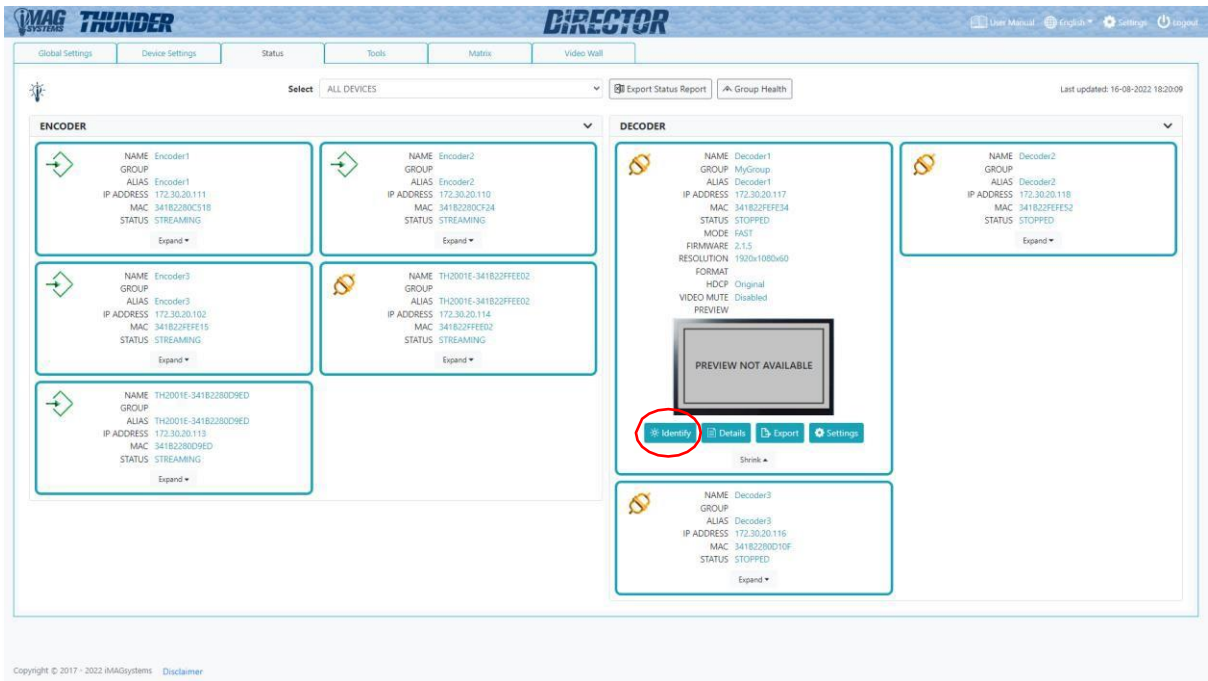 iMAG SYSTEMS THUNDER
DiRECTOR
User Manual English Settings Logout
Global Settings Device Settings Status Tools Matrix Video Wall
Select ALL DEVICES Export Status Report Group Health Last updated: 16-08-2022 18:20:09
ENCODER
NAME Encoder1
GROUP
ALIAS Encoder1
IP ADDRESS 172.30.20.111
MAC 341B2280C518
STATUS STREAMING
Expand
NAME Encoder2
GROUP
ALIAS Encoder2
IP ADDRESS 172.30.20.110
MAC 341B2280CF24
STATUS STREAMING
Expand
NAME Encoder3
GROUP
ALIAS Encoder3
IP ADDRESS 172.30.20.102
MAC 341B22FEFE15
STATUS STREAMING
Expand
NAME TH2001E-341B22FFEE02
GROUP
ALIAS TH2001E-341B22FFEE02
IP ADDRESS 172.30.20.114
MAC 341B22FFEE02
STATUS STREAMING
Expand
NAME TH2001E-341B2280D9ED
GROUP
ALIAS TH2001E-341B2280D9ED
IP ADDRESS 172.30.20.113
MAC 341B2280D9ED
STATUS STREAMING
Expand
DECODER
NAME Decoder1
GROUP MyGroup
ALIAS Decoder1
IP ADDRESS 172.30.20.117
MAC 341B22FEFE34
STATUS STOPPED
MODE FAST
FIRMWARE 2.1.5
RESOLUTION 1920x1080x60
FORMAT
HDCP Original
VIDEO MUTE Disabled
PREVIEW
PREVIEW NOT AVAILABLE
Identify Details Export Settings
Shrink
NAME Decoder2
GROUP
ALIAS Decoder2
IP ADDRESS 172.30.20.118
MAC 341B22FEFE52
STATUS STOPPED
Expand
NAME Decoder3
GROUP
ALIAS Decoder3
IP ADDRESS 172.30.20.116
MAC 341B2280D10F
STATUS STOPPED
Expand
Copyright © 2017 - 2022 iMAGsystems Disclaimer